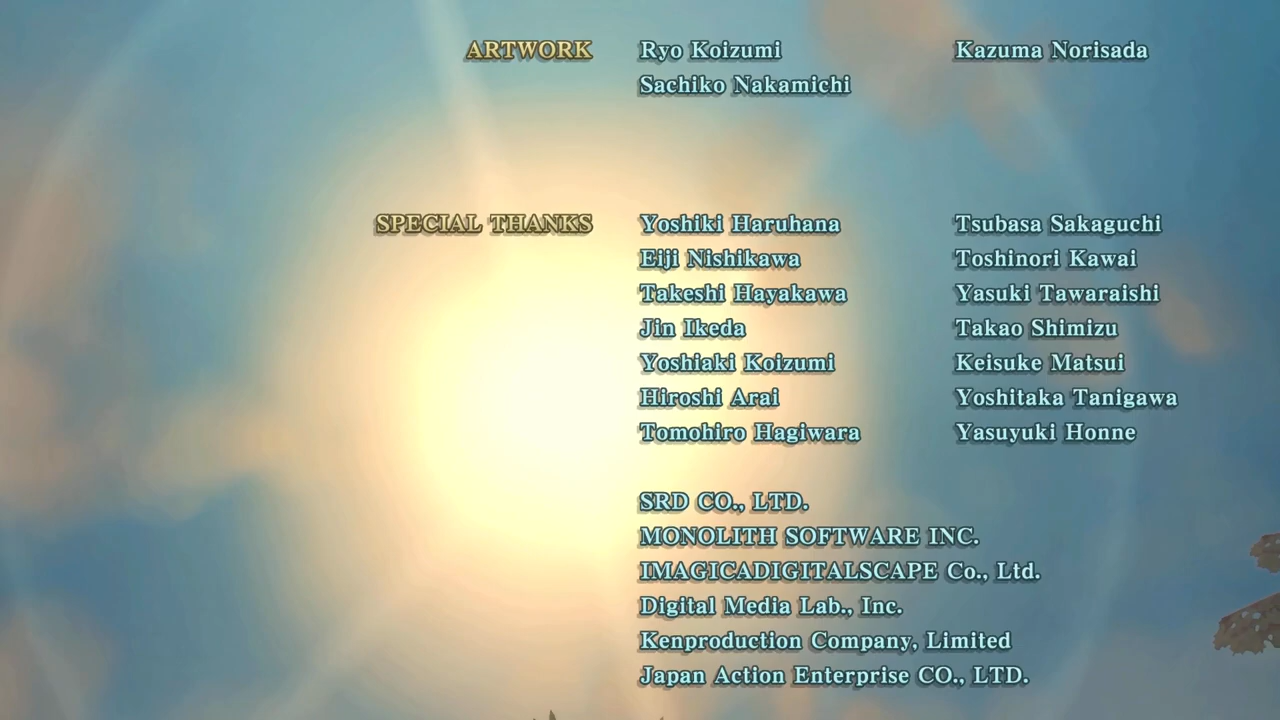 ARTWORK Ryo Koizumi Kazuma Norisada
Sachiko Nakamichi
SPECIAL THANKS Yoshiki Haruhana Tsubasa Sakaguchi
Eiji Nishikawa Toshinori Kawai
Takeshi Hayakawa Yasuki Tawaraishi
Jin Ikeda Takao Shimizu
Yoshiaki Koizumi Keisuke Matsui
Hiroshi Arai Yoshitaka Tanigawa
Tomohiro Hagiwara Yasuyuki Honne
SRD CO., LTD.
MONOLITH SOFTWARE INC.
IMAGICADIGITALSCAPE Co., Ltd.
Digital Media Lab., Inc.
Kenproduction Company, Limited
Japan Action Enterprise CO., LTD.